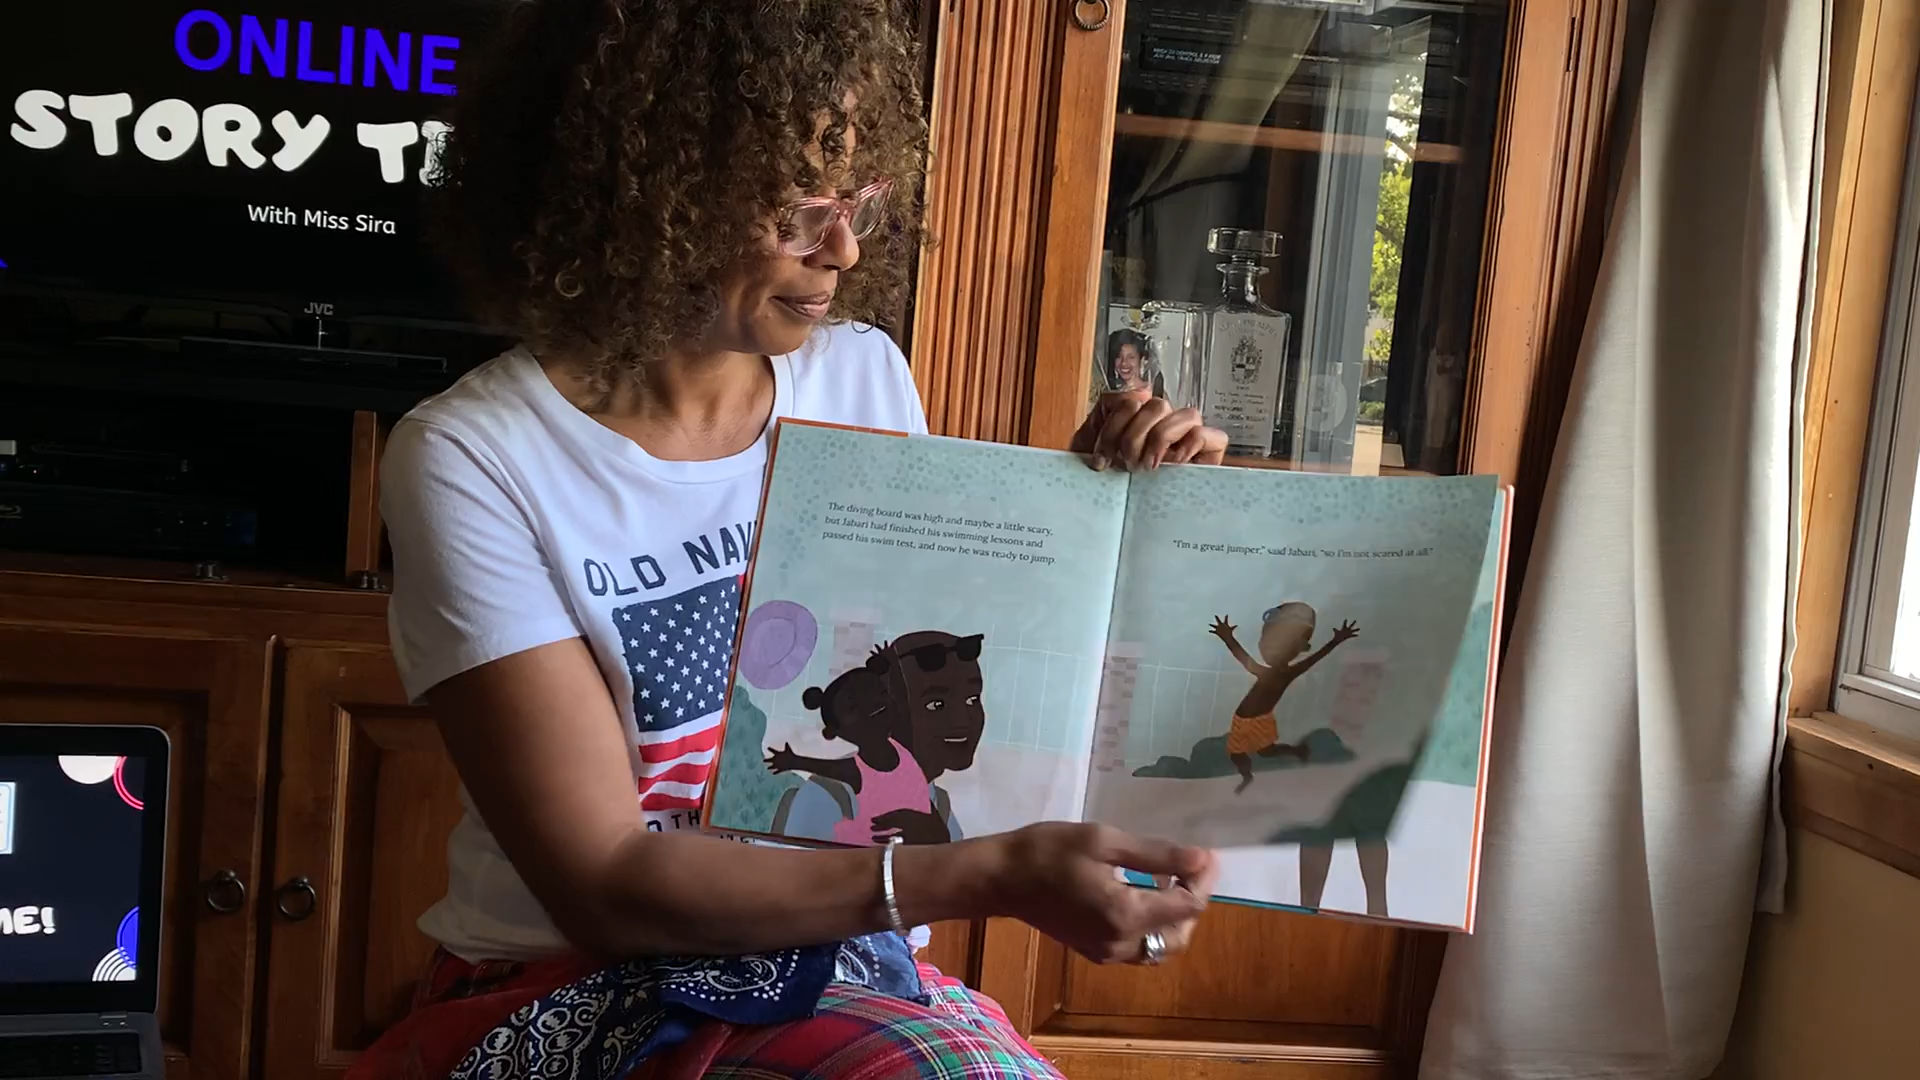 ONLINE
STORY TI
With Miss Sira
JVC
OLD NAV
The diving board was high and maybe a little scary,
but Jabari had finished his swimming lessons and
passed his swim test, and now he was ready to jump.
"I'm a great jumper," said Jabari, "so I'm not scared at all."
TH
ME!